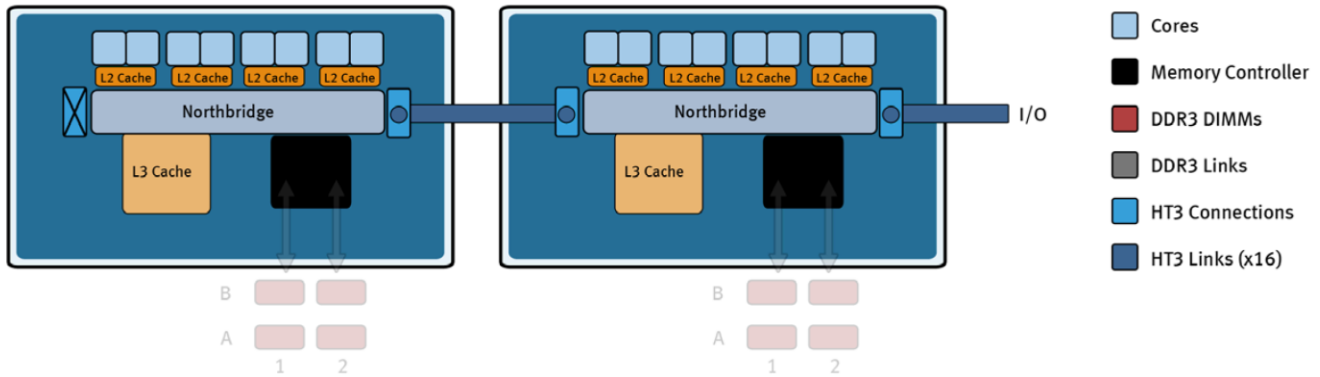 L2 Cache L2 Cache L2 Cache L2 Cache
Northbridge
L3 Cache
B
A
1 2
L2 Cache L2 Cache L2 Cache L2 Cache
Northbridge
I/O
L3 Cache
B
A
1 2
Cores
Memory Controller
DDR3 DIMMs
DDR3 Links
HT3 Connections
HT3 Links (x16)